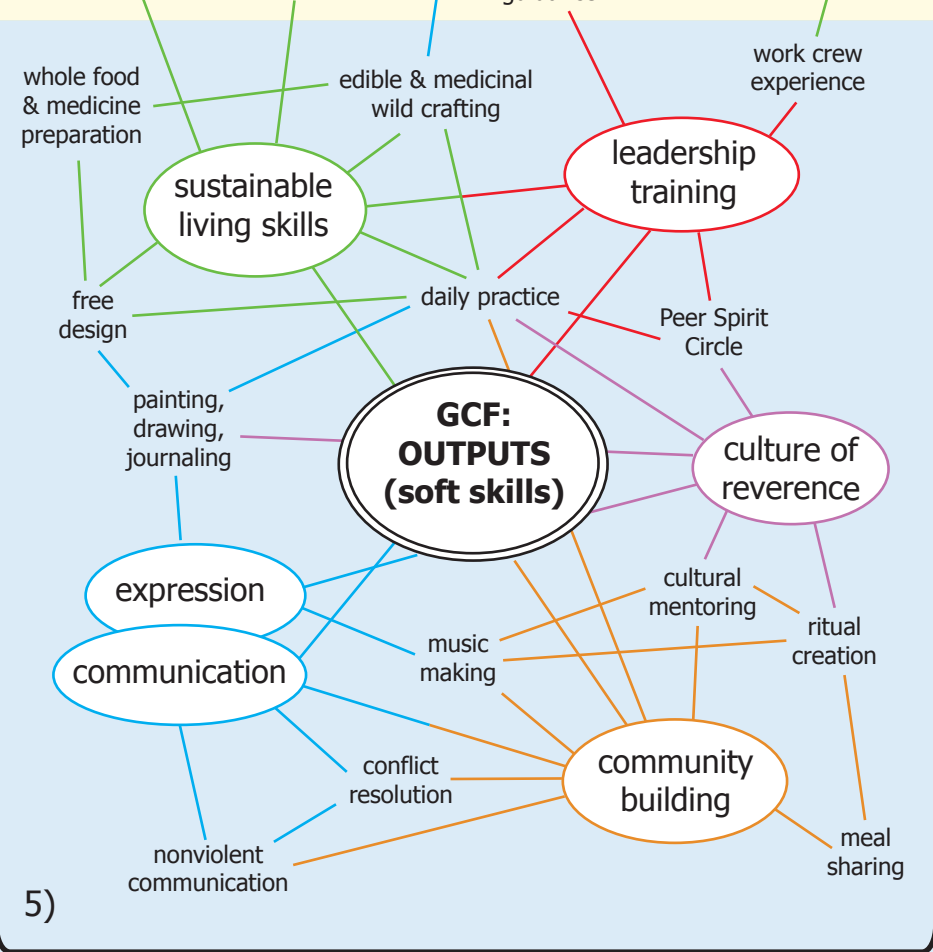 work crew
experience
whole food
& medicine
preparation
edible & medicinal
wild crafting
leadership
training
sustainable
living skills
free
design
daily practice
Peer Spirit
Circle
painting,
drawing,
journaling
GCF:
OUTPUTS
(soft skills)
culture of
reverence
expression
cultural
mentoring
communication
music
making
ritual
creation
conflict
resolution
community
building
nonviolent
communication
meal
sharing
5)